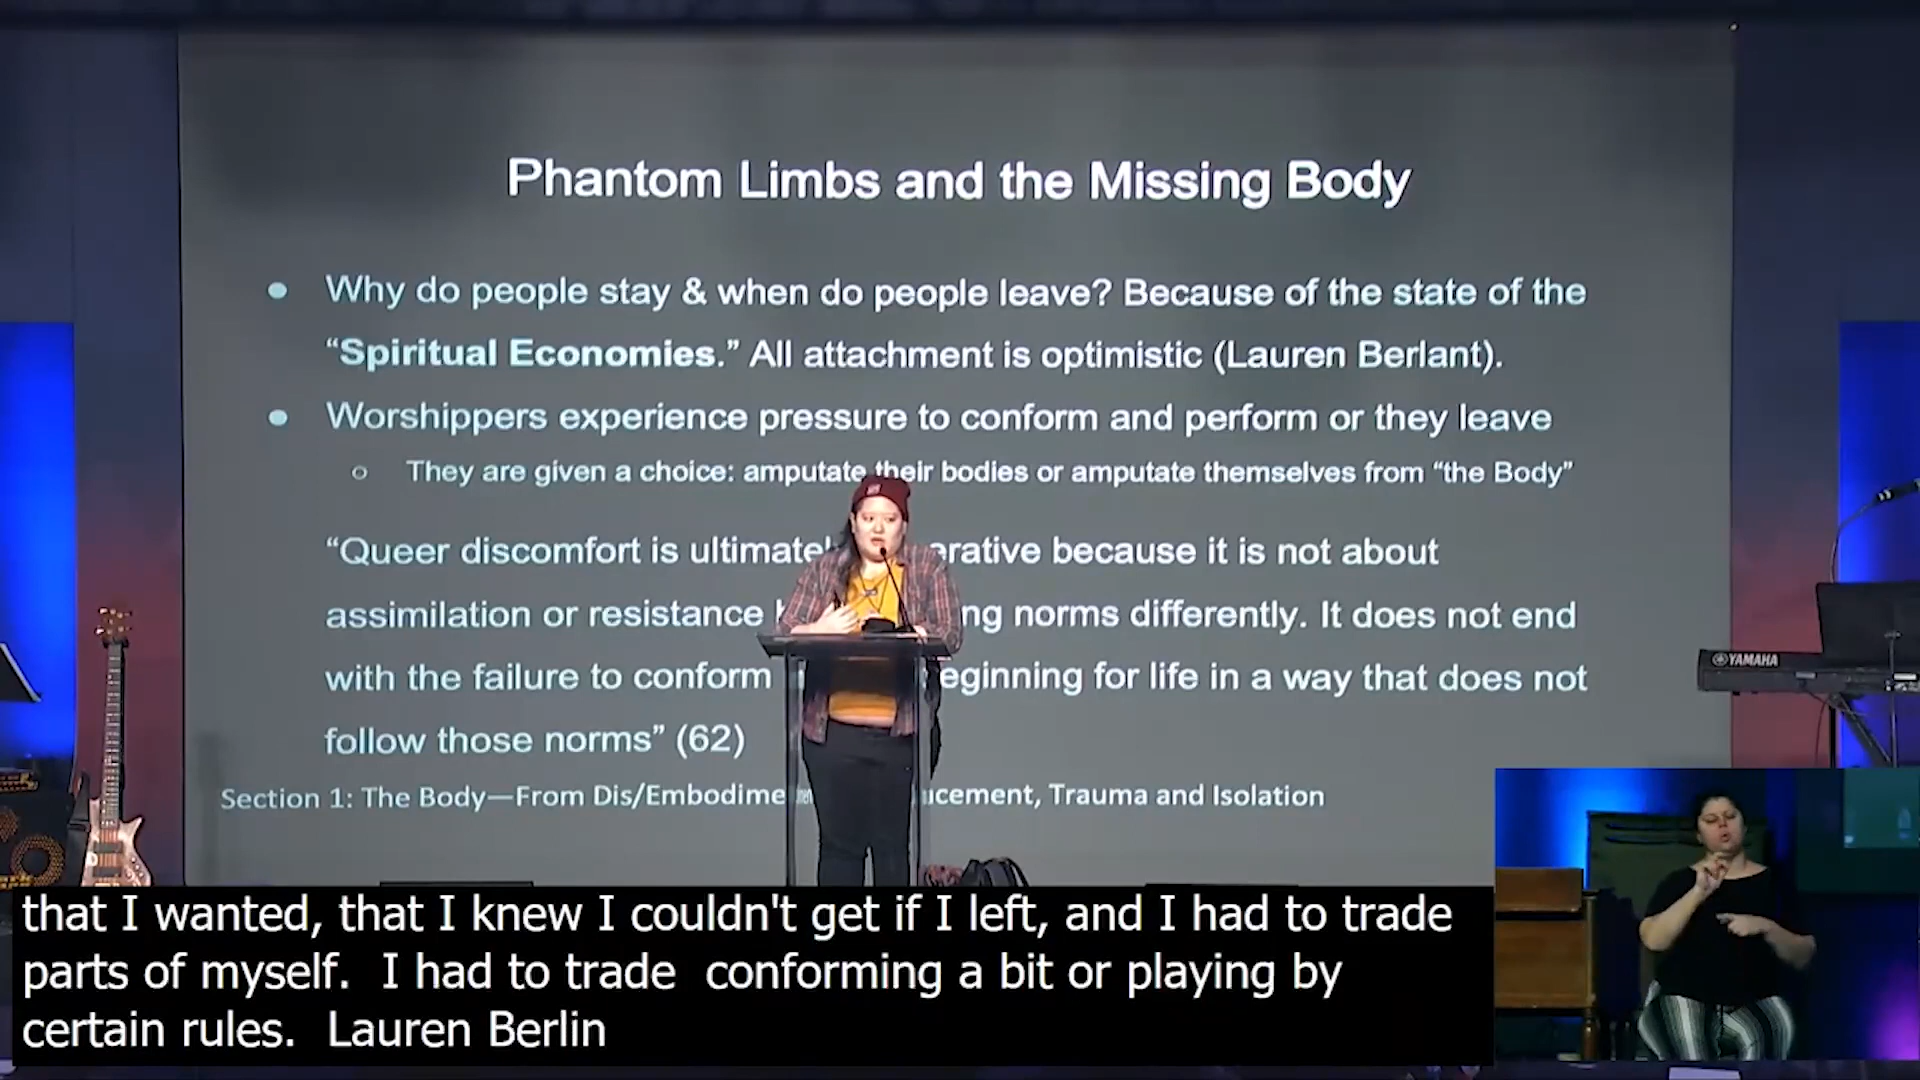 Phantom Limbs and the Missing Body
● Why do people stay & when do people leave? Because of the state of the
“Spiritual Economies.” All attachment is optimistic (Lauren Berlant).
● Worshippers experience pressure to conform and perform or they leave
○ They are given a choice: amputate their bodies or amputate themselves from “the Body”
“Queer discomfort is ultimately erative because it is not about
assimilation or resistance ng norms differently. It does not end
with the failure to conform eginning for life in a way that does not
follow those norms” (62)
Section 1: The Body—From Dis/Embodime cement, Trauma and Isolation
YAMAHA
that I wanted, that I knew I couldn't get if I left, and I had to trade
parts of myself. I had to trade conforming a bit or playing by
certain rules. Lauren Berlin